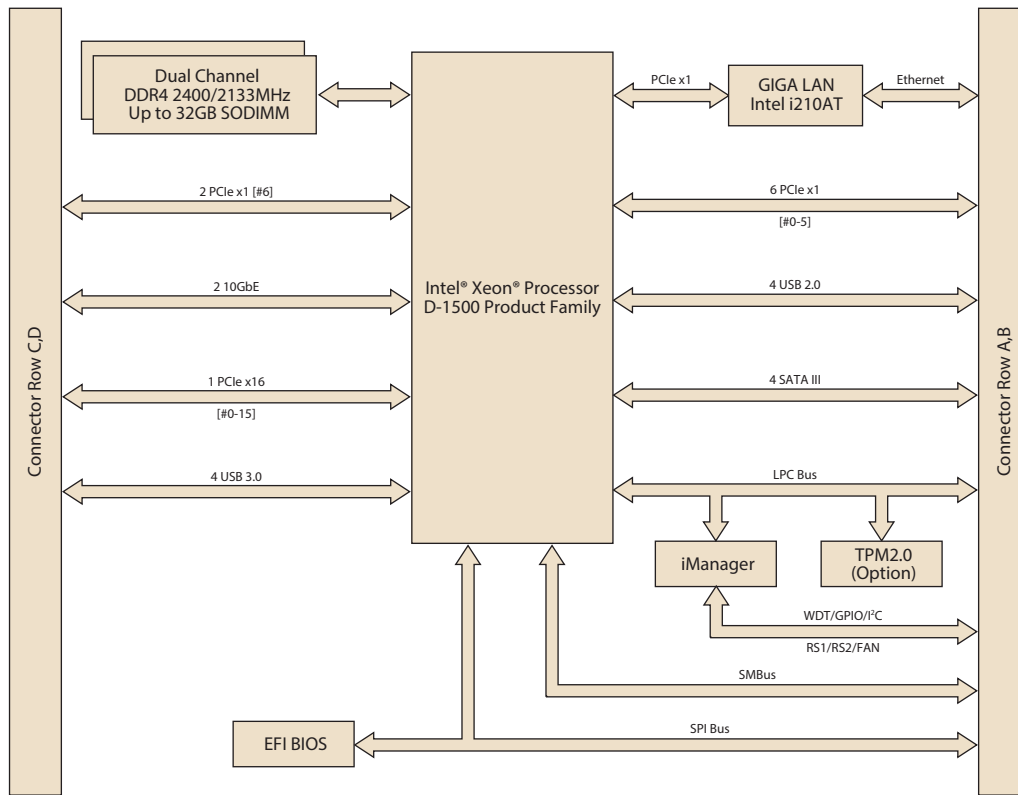 Dual Channel
DDR4 2400/2133MHz
Up to 32GB SODIMM
PCIe x1
GIGA LAN
Intel i210AT
Ethernet
2 PCIe x1 [#6]
6 PCIe x1
[#0-5]
2 10GbE
Intel® Xeon® Processor
D-1500 Product Family
4 USB 2.0
Connector Row C,D
Connector Row A,B
1 PCIe x16
[#0-15]
4 SATA III
4 USB 3.0
LPC Bus
iManager
TPM2.0
(Option)
WDT/GPIO/I²C
RS1/RS2/FAN
SMBus
EFI BIOS
SPI Bus